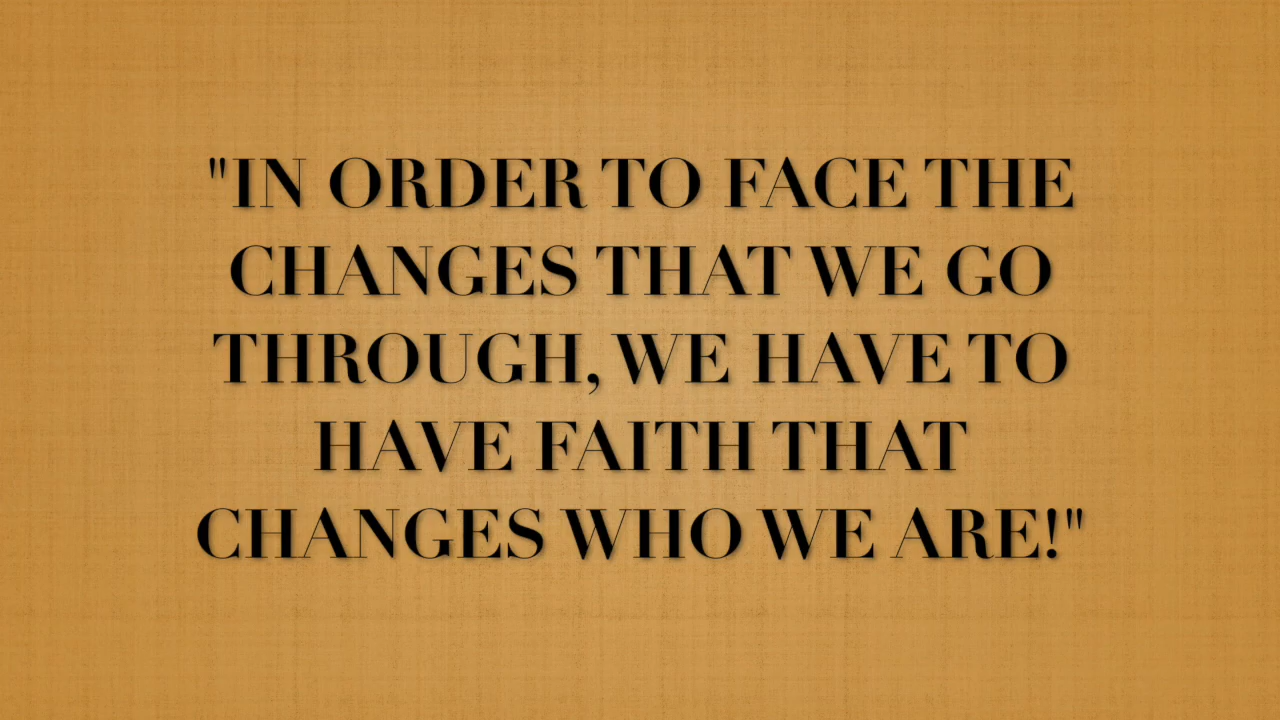 "IN ORDER TO FACE THE
CHANGES THAT WE GO
THROUGH, WE HAVE TO
HAVE FAITH THAT
CHANGES WHO WE ARE!"